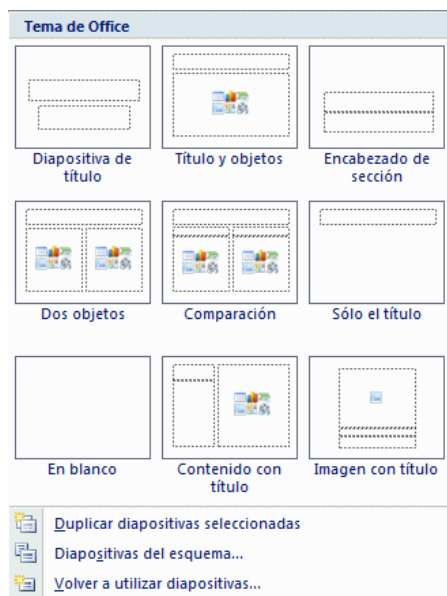 Tema de Office
Diapositiva de
título
Título y objetos
Encabezado de
sección
Dos objetos
Comparación
Sólo el título
En blanco
Contenido con
título
Imagen con título
Duplicar diapositivas seleccionadas
Diapositivas del esquema...
Volver a utilizar diapositivas...